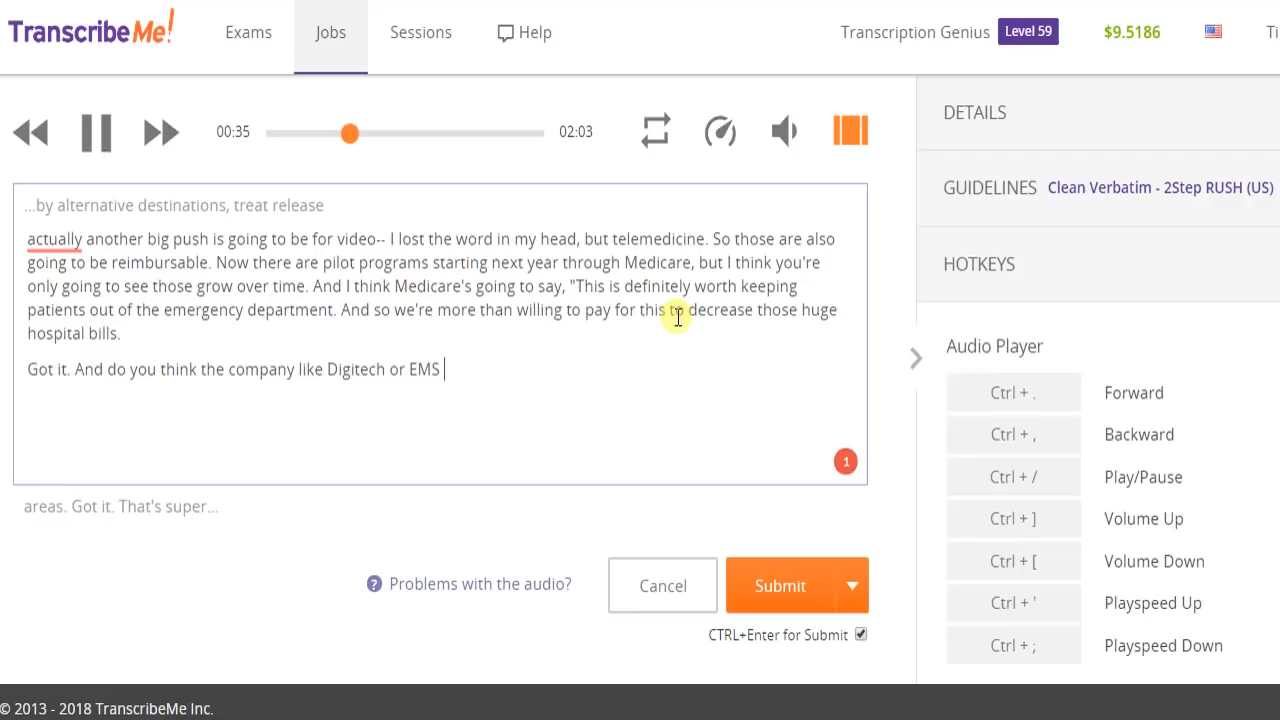 TranscribeMe!
Exams
Jobs
Sessions
Help
Transcription Genius
Level 59
$9.5186
Ti
00:35
02:03
...by alternative destinations, treat release
actually another big push is going to be for video-- I lost the word in my head, but telemedicine. So those are also
going to be reimbursable. Now there are pilot programs starting next year through Medicare, but I think you're
only going to see those grow over time. And I think Medicare's going to say, "This is definitely worth keeping
patients out of the emergency department. And so we're more than willing to pay for this to decrease those huge
hospital bills.
Got it. And do you think the company like Digitech or EMS
1
areas. Got it. That's super...
? Problems with the audio?
Cancel
Submit
CTRL+Enter for Submit
DETAILS
GUIDELINES Clean Verbatim - 2Step RUSH (US)
HOTKEYS
Audio Player
Ctrl + . Forward
Ctrl + , Backward
Ctrl + / Play/Pause
Ctrl + ] Volume Up
Ctrl + [ Volume Down
Ctrl + ' Playspeed Up
Ctrl + ; Playspeed Down
© 2013 - 2018 TranscribeMe Inc.